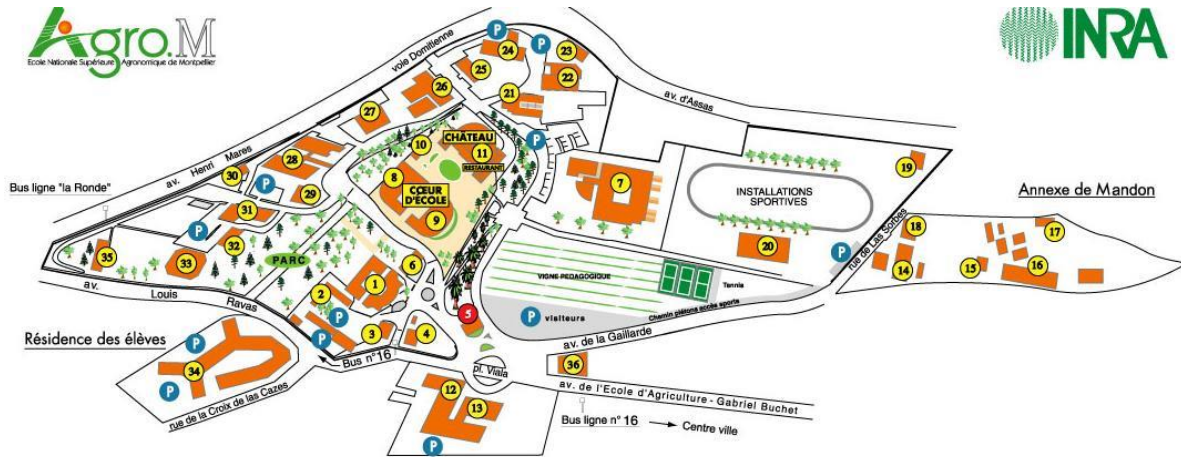 Agro.M
Ecole Nationale Supérieure Agronomique de Montpellier
INRA
voie Domitienne
av. d'Assas
av. Henri Mares
Bus ligne "la Ronde"
P
24
P
23
25
22
26
21
27
P
CHÂTEAU
10
11
RESTAURANT
28
30
P
29
8
CŒUR
D'ÉCOLE
9
7
19
INSTALLATIONS
SPORTIVES
Annexe de Mandon
31
P
32
35
33
PARC
6
20
P
rue de Las Sorbes
18
17
14
15
16
av. Louis Ravas
2
1
VIGNE PEDAGOGIQUE
Tennis
Chemin piétons accès sports
P visiteurs
5
P
3
4
P
av. de la Gaillarde
Résidence des élèves
P
34
P
Bus n°16
pl. Viala
36
rue de la Croix de las Cazes
12
13
P
av. de l'Ecole d'Agriculture - Gabriel Buchet
Bus ligne n° 16
Centre ville